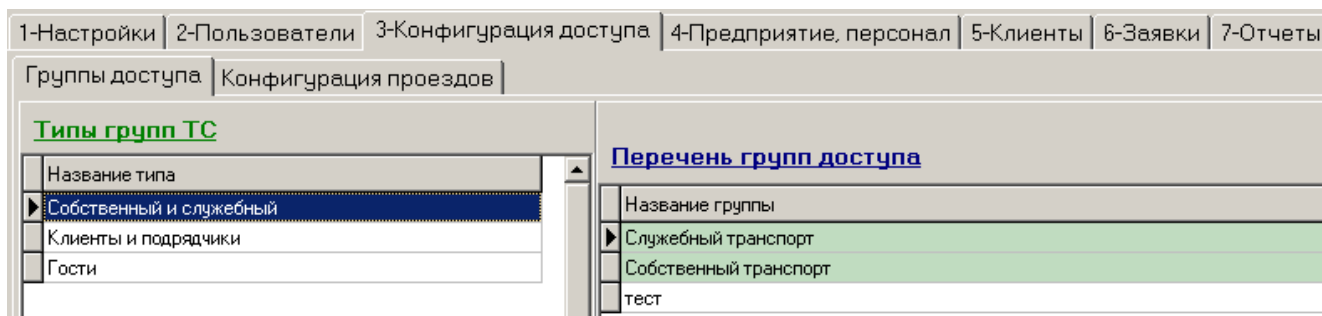 1-Настройки 2-Пользователи 3-Конфигурация доступа 4-Предприятие, персонал 5-Клиенты 6-Заявки 7-Отчеты
Группы доступа Конфигурация проездов
Типы групп ТС
Название типа
Собственный и служебный
Клиенты и подрядчики
Гости
Перечень групп доступа
Название группы
Служебный транспорт
Собственный транспорт
тест